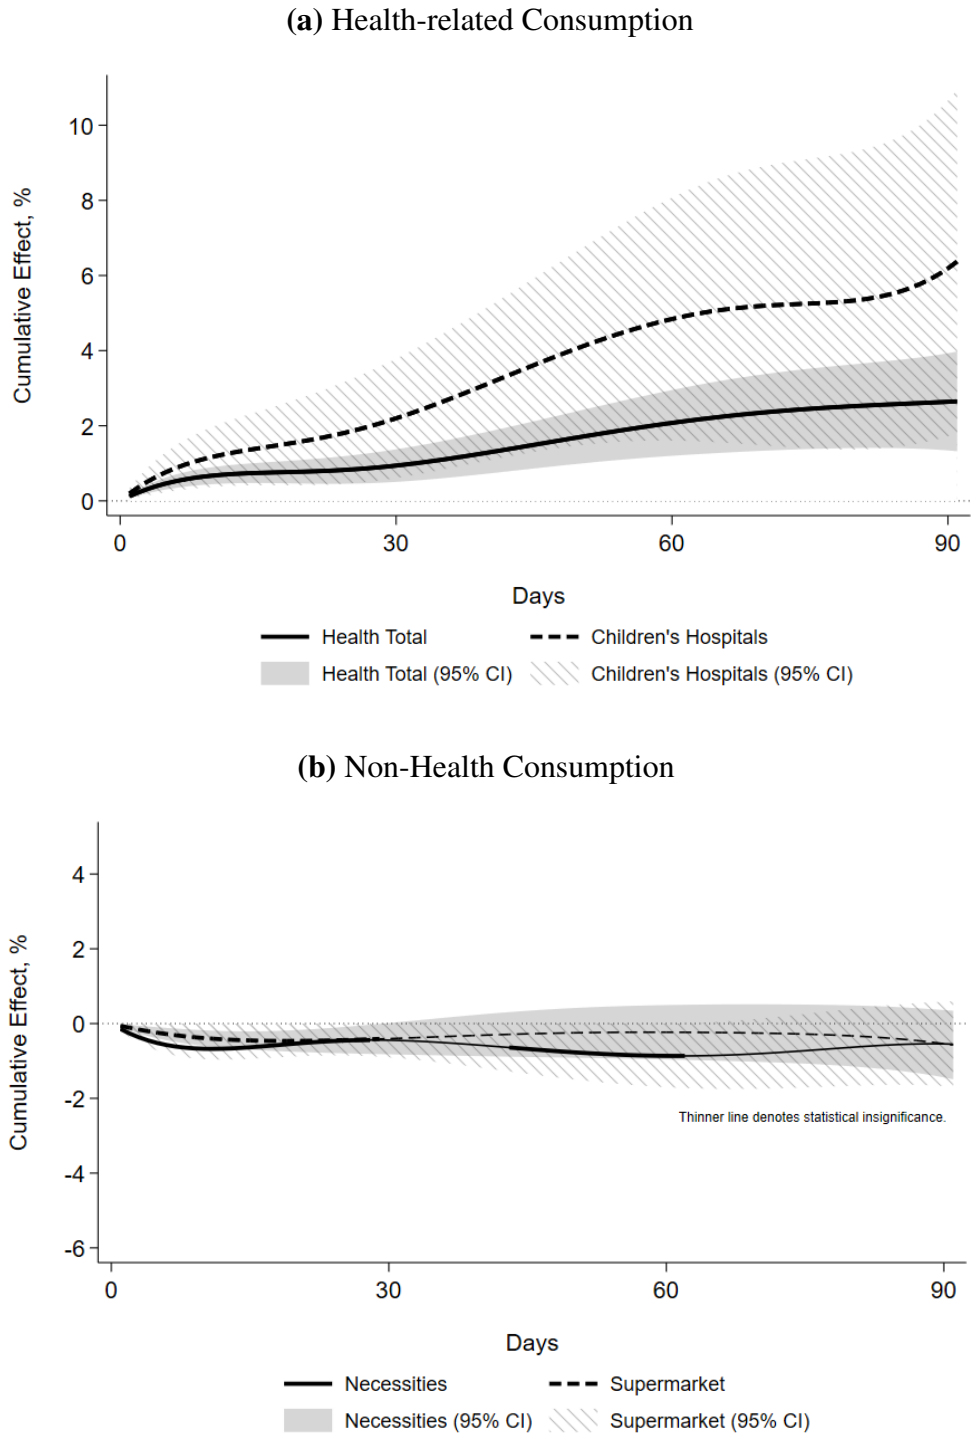 (a) Health-related Consumption
Cumulative Effect, %
10
8
6
4
2
0
0 30 60 90
Days
Health Total Children's Hospitals
Health Total (95% CI) Children's Hospitals (95% CI)
(b) Non-Health Consumption
Cumulative Effect, %
4
2
0
-2
-4
-6
Thinner line denotes statistical insignificance.
0 30 60 90
Days
Necessities Supermarket
Necessities (95% CI) Supermarket (95% CI)